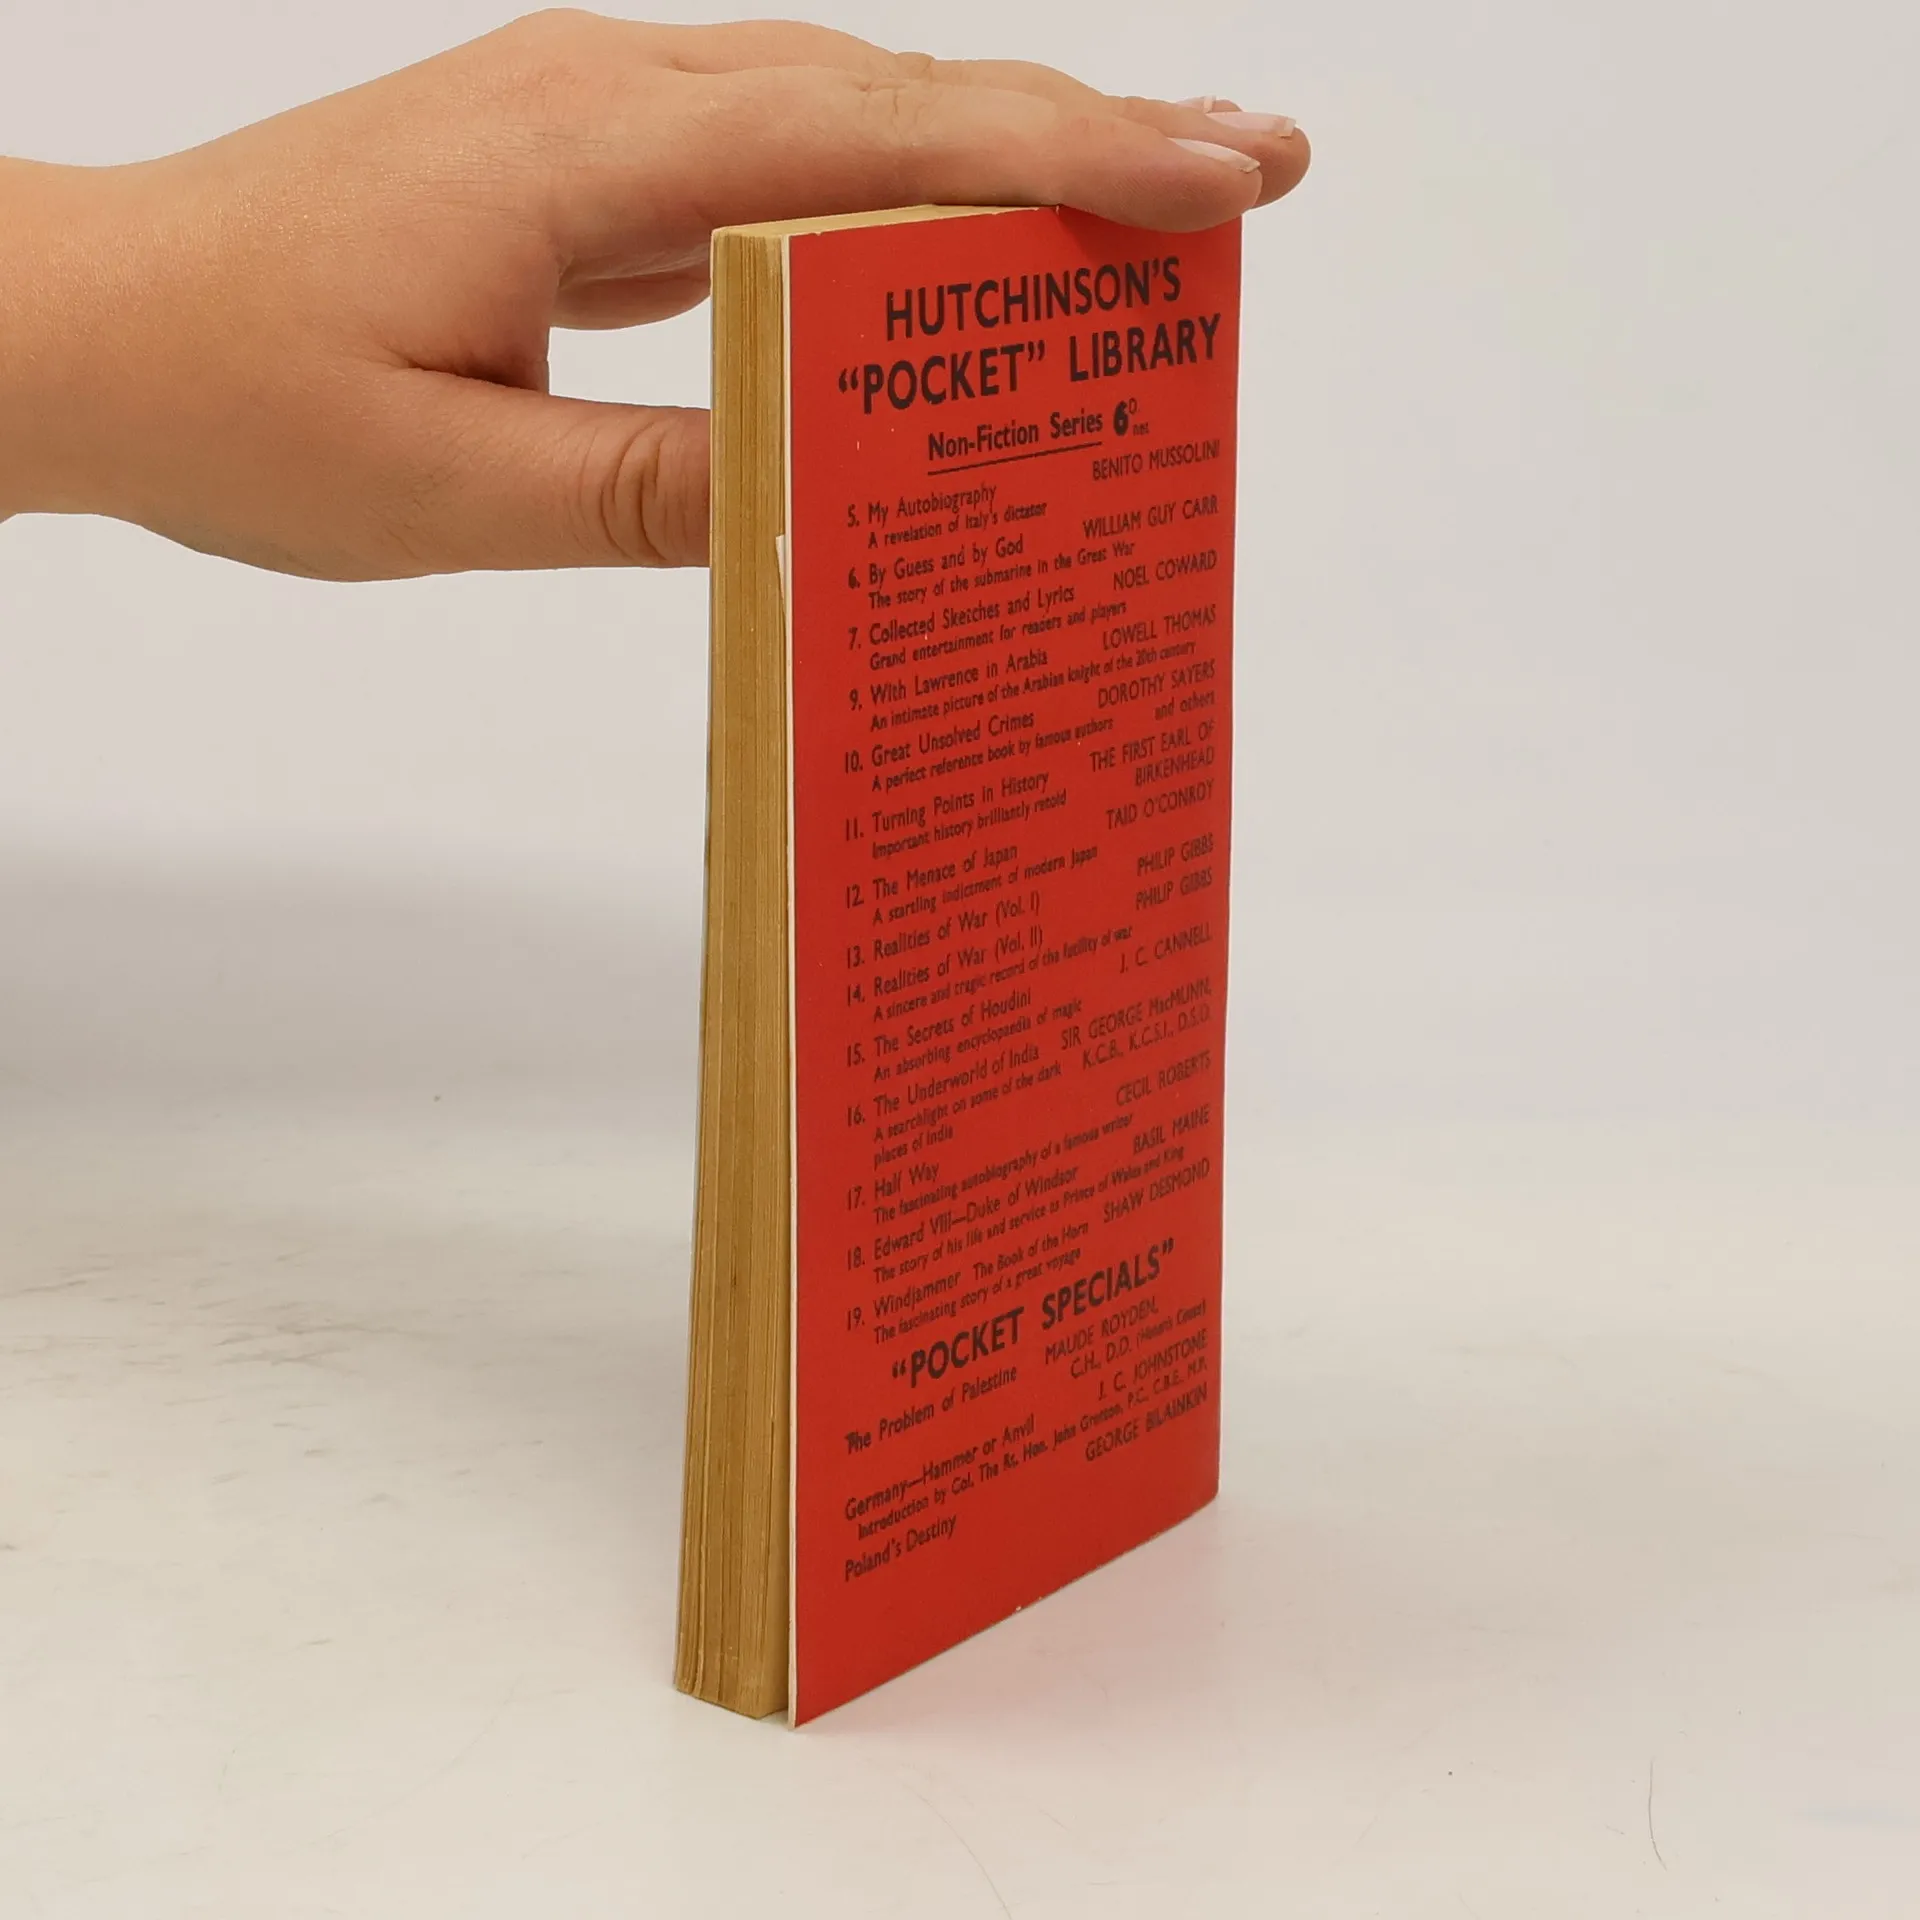 HUTCHINSON'S
“POCKET” LIBRARY
Non-Fiction Series 6D. net
5. My Autobiography BENITO MUSSOLINI
A revelation of Italy's dictator
6. By Guess and by God WILLIAM GUY CARR
The story of the submarine in the Great War
7. Collected Sketches and Lyrics NOEL COWARD
Grand entertainment for readers and players
9. With Lawrence in Arabia LOWELL THOMAS
An intimate picture of the Arabian knight of the 20th century
10. Great Unsolved Crimes DOROTHY SAYERS
A perfect reference book by famous authors and others
11. Turning Points in History THE FIRST EARL OF
Important history brilliantly retold BIRKENHEAD
12. The Menace of Japan TAID O'CONROY
A startling indictment of modern Japan
13. Realities of War (Vol. I) PHILIP GIBBS
14. Realities of War (Vol. II) PHILIP GIBBS
A sincere and tragic record of the futility of war
15. The Secrets of Houdini J. C. CANNELL
An absorbing encyclopaedia of magic
16. The Underworld of India SIR GEORGE MacMUNN,
A searchlight on some of the dark K.C.B., K.C.S.I., D.S.O.
places of India
17. Half Way CECIL ROBERTS
The fascinating autobiography of a famous writer
18. Edward VIII—Duke of Windsor BASIL MAINE
The story of his life and service as Prince of Wales and King
19. Windjammer The Book of the Horn SHAW DESMOND
The fascinating story of a great voyage
“POCKET SPECIALS”
The Problem of Palestine MAUDE ROYDEN,
C.H., D.D. (Honoris Causa)
Germany—Hammer or Anvil J. C. JOHNSTONE
Introduction by Col. The Rt. Hon. John Gretton, P.C., C.B.E., M.P.
Poland's Destiny GEORGE BILAINKIN